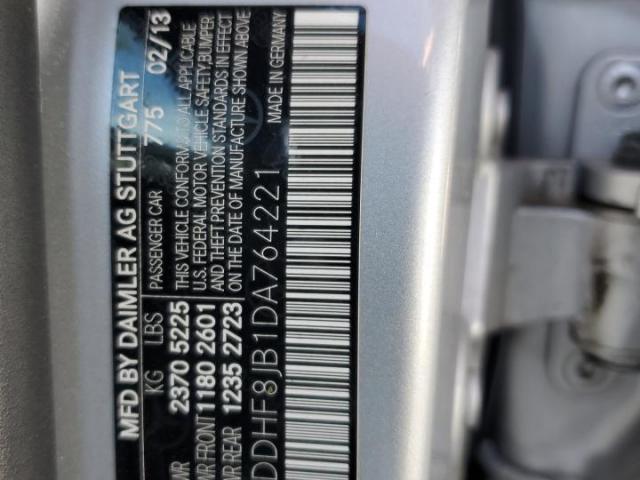 MFD BY DAIMLER AG STUTTGART
KG LBS PASSENGER CAR 775 02/13
2370 5225 THIS VEHICLE CONFORMS TO ALL APPLICABLE
FRONT 1180 2601 U.S. FEDERAL MOTOR VEHICLE SAFETY, BUMPER
REAR 1235 2723 AND THEFT PREVENTION STANDARDS IN EFFECT
ON THE DATE OF MANUFACTURE SHOWN ABOVE
DDHF8JB1DA764221 MADE IN GERMANY